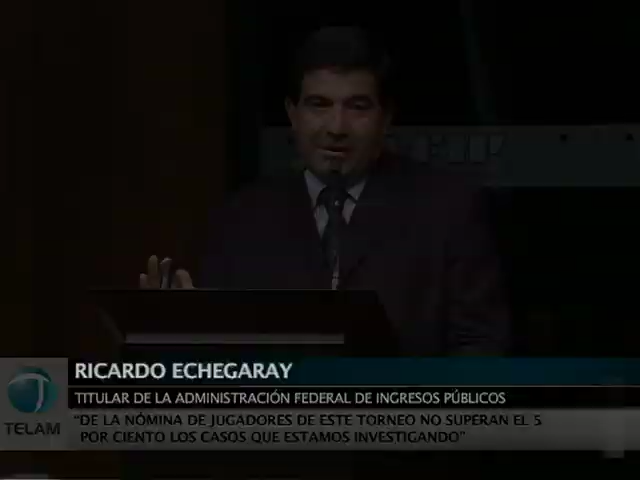 RICARDO ECHEGARAY
TITULAR DE LA ADMINISTRACIÓN FEDERAL DE INGRESOS PÚBLICOS
"DE LA NÓMINA DE JUGADORES DE ESTE TORNEO NO SUPERAN EL 5
POR CIENTO LOS CASOS QUE ESTAMOS INVESTIGANDO"
TELAM